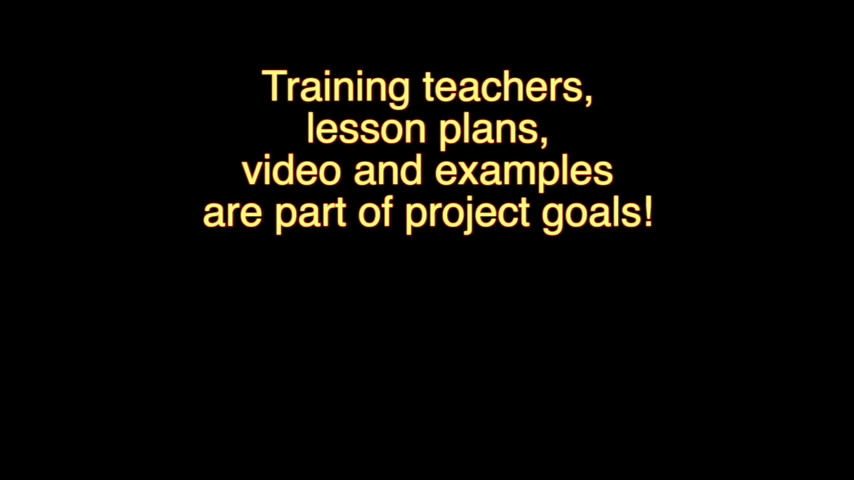 Training teachers,
lesson plans,
video and examples
are part of project goals!